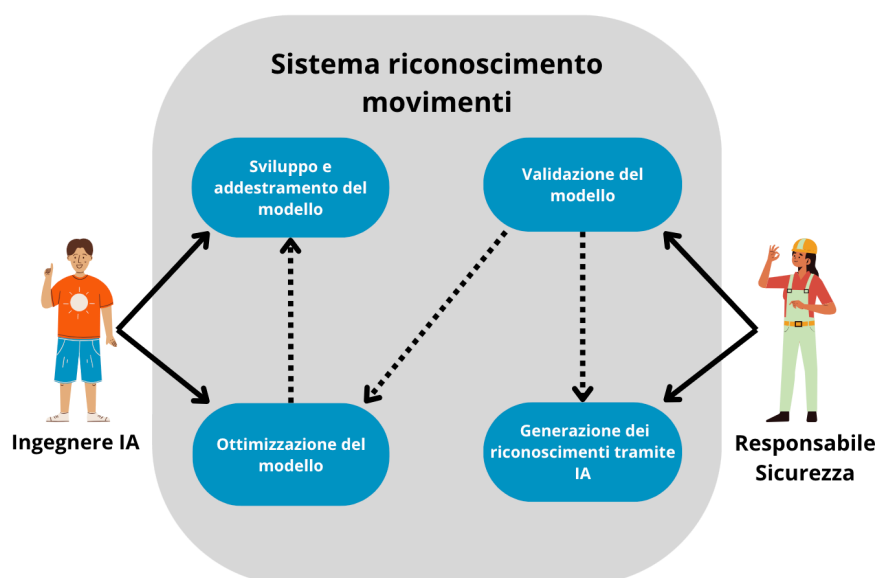 Sistema riconoscimento
movimenti
Sviluppo e
addestramento del
modello
Validazione del
modello
Ingegnere IA
Ottimizzazione del
modello
Generazione dei
riconoscimenti tramite
IA
Responsabile
Sicurezza